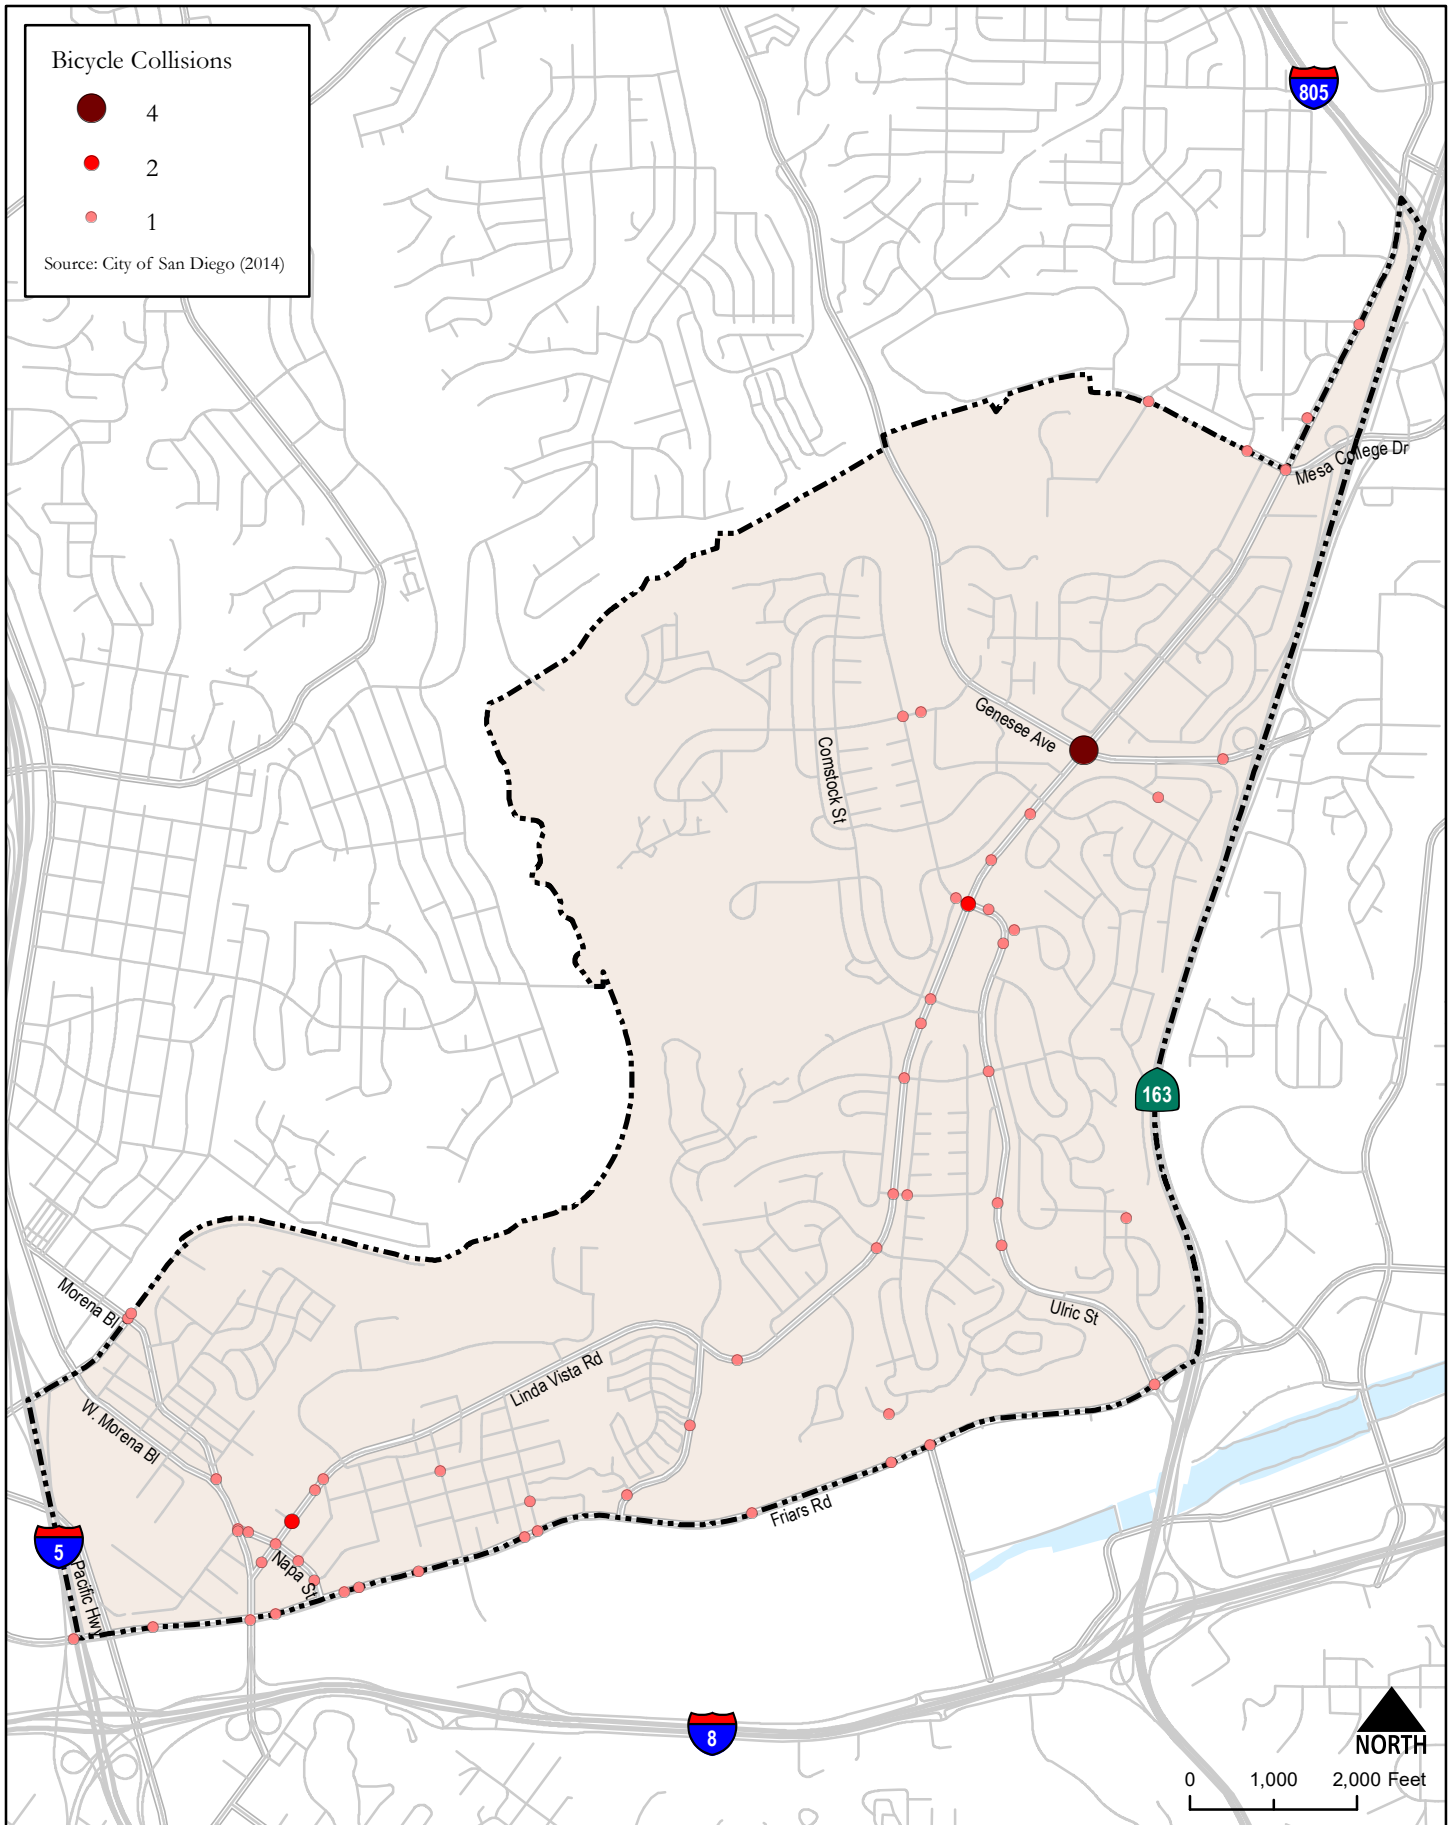 Bicycle Collisions
4
2
1
Source: City of San Diego (2014)
805
Mesa College Dr
Genesee Ave
Comstock St
163
Morena Bl
Ulric St
Linda Vista Rd
W. Morena Bl
Friars Rd
5
Napa St
Pacific Hwy
8
NORTH
0 1,000 2,000 Feet